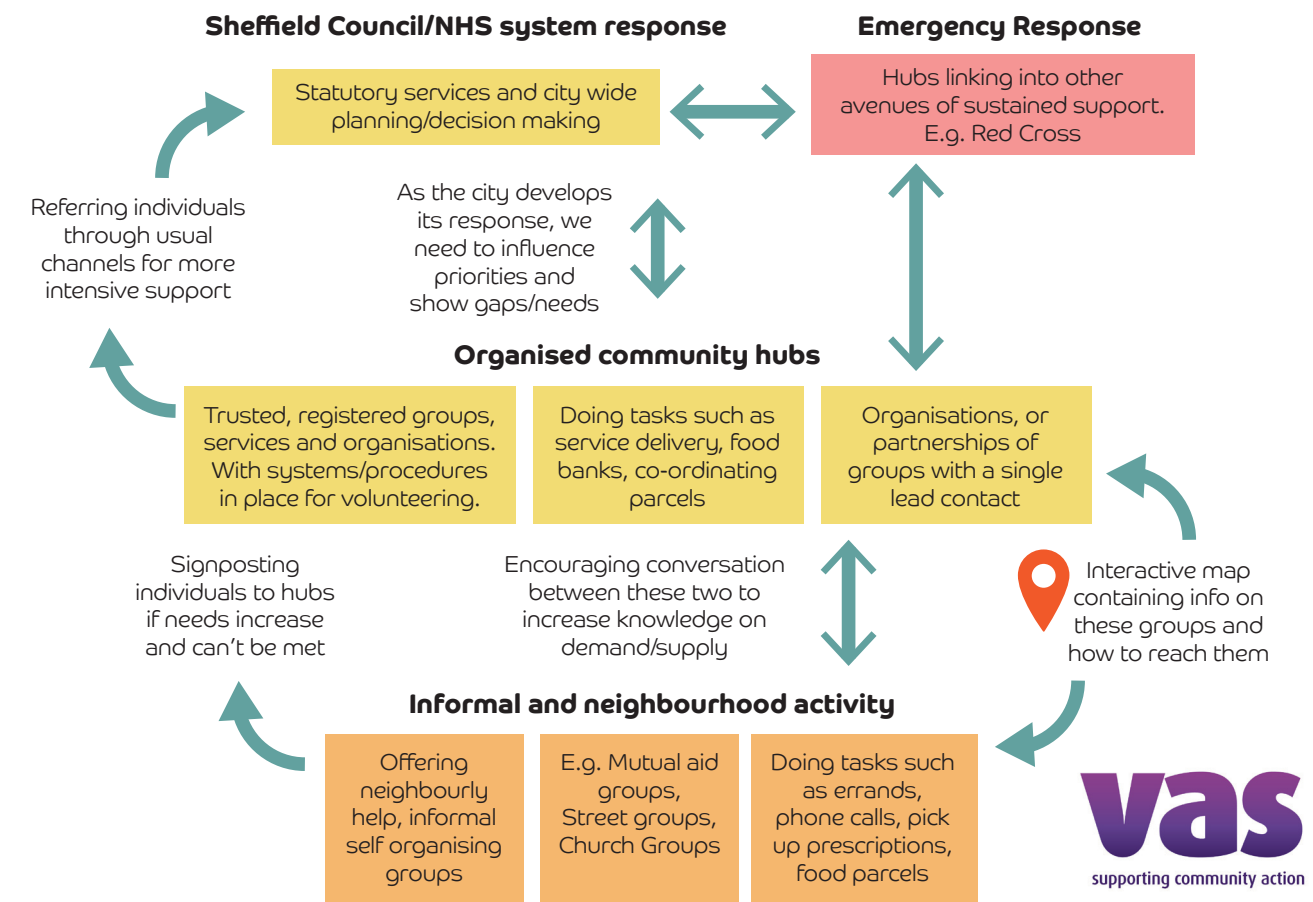 Sheffield Council/NHS system response
Emergency Response
Statutory services and city wide
planning/decision making
Hubs linking into other
avenues of sustained support.
E.g. Red Cross
Referring individuals
through usual
channels for more
intensive support
As the city develops
its response, we
need to influence
priorities and
show gaps/needs
Organised community hubs
Trusted, registered groups,
services and organisations.
With systems/procedures
in place for volunteering.
Doing tasks such as
service delivery, food
banks, co-ordinating
parcels
Organisations, or
partnerships of
groups with a single
lead contact
Signposting
individuals to hubs
if needs increase
and can't be met
Encouraging conversation
between these two to
increase knowledge on
demand/supply
Interactive map
containing info on
these groups and
how to reach them
Informal and neighbourhood activity
Offering
neighbourly
help, informal
self organising
groups
E.g. Mutual aid
groups,
Street groups,
Church Groups
Doing tasks such
as errands,
phone calls, pick
up prescriptions,
food parcels
vas
supporting community action